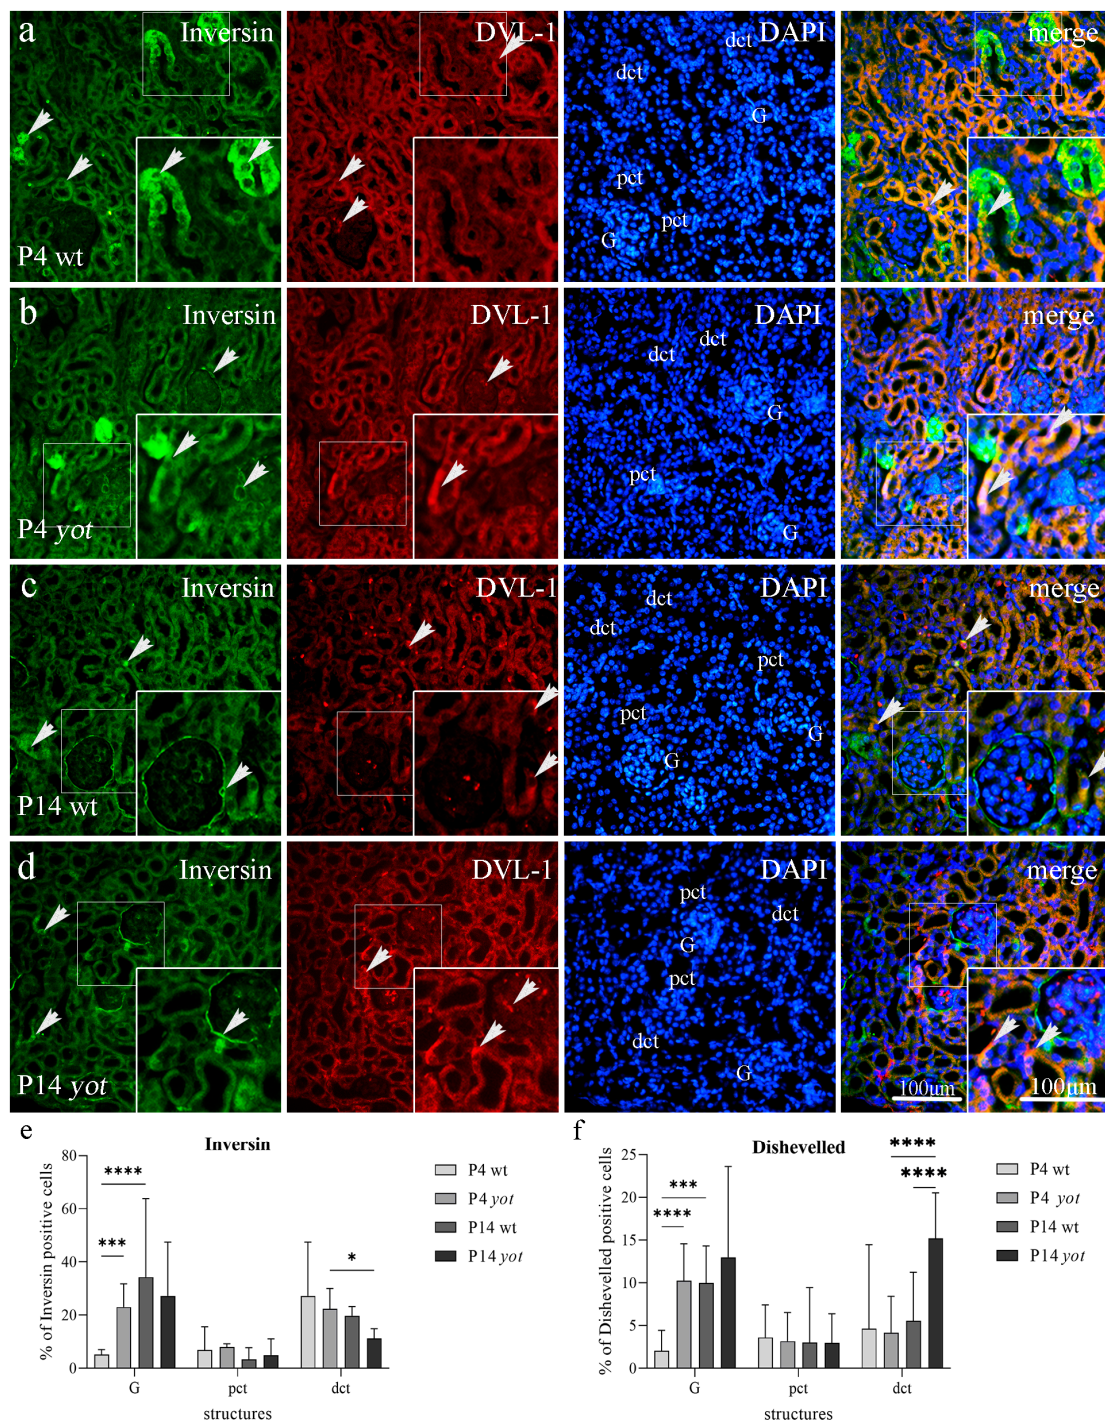 a
Inversin
DVL-1
DAPI
merge
dct
dct
G
pct
pct
G
P4 wt
b
Inversin
DVL-1
DAPI
merge
dct
dct
G
pct
G
P4 yot
c
Inversin
DVL-1
DAPI
merge
dct
dct
pct
pct
G
G
P14 wt
d
Inversin
DVL-1
DAPI
merge
pct
dct
G
pct
dct
G
P14 yot
100µm
100µm
e
Inversin
% of Inversin positive cells
80
60
40
20
0
****
***
*
G
pct
dct
structures
P4 wt
P4 yot
P14 wt
P14 yot
f
Dishevelled
% of Dishevelled positive cells
25
20
15
10
5
0
***
****
****
****
G
pct
dct
structures
P4 wt
P4 yot
P14 wt
P14 yot